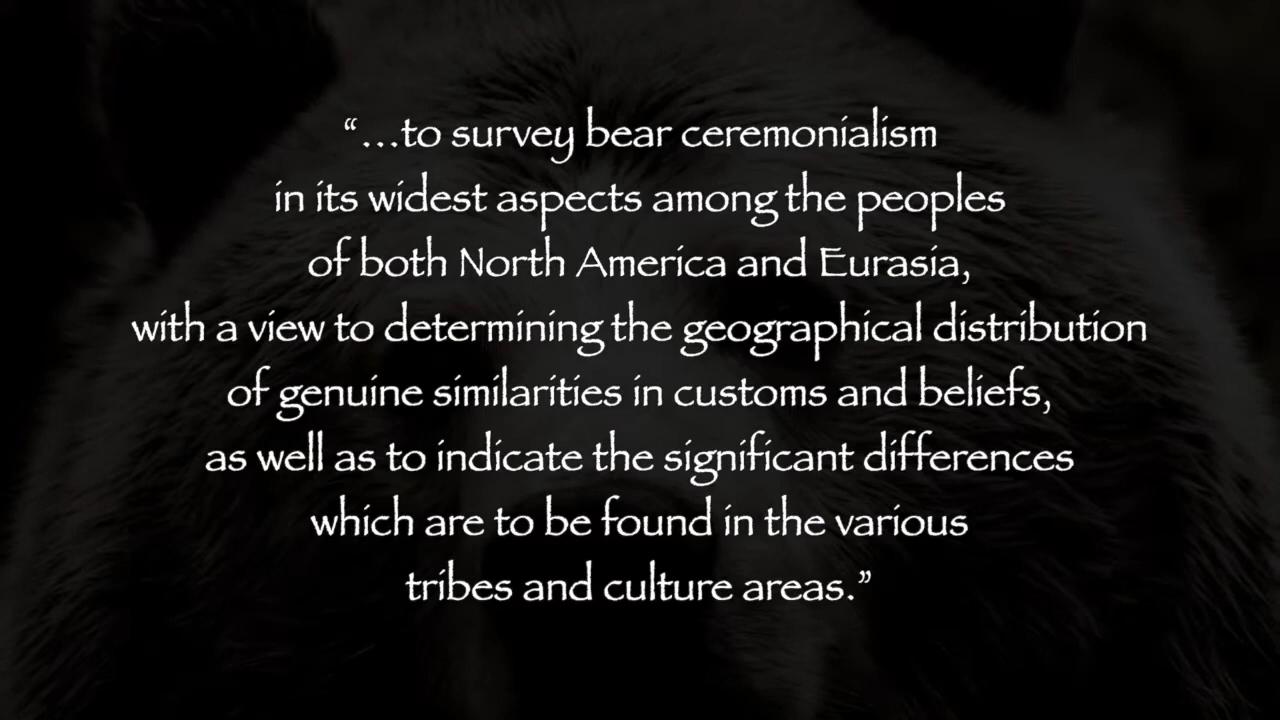 “…to survey bear ceremonialism
in its widest aspects among the peoples
of both North America and Eurasia,
with a view to determining the geographical distribution
of genuine similarities in customs and beliefs,
as well as to indicate the significant differences
which are to be found in the various
tribes and culture areas.”